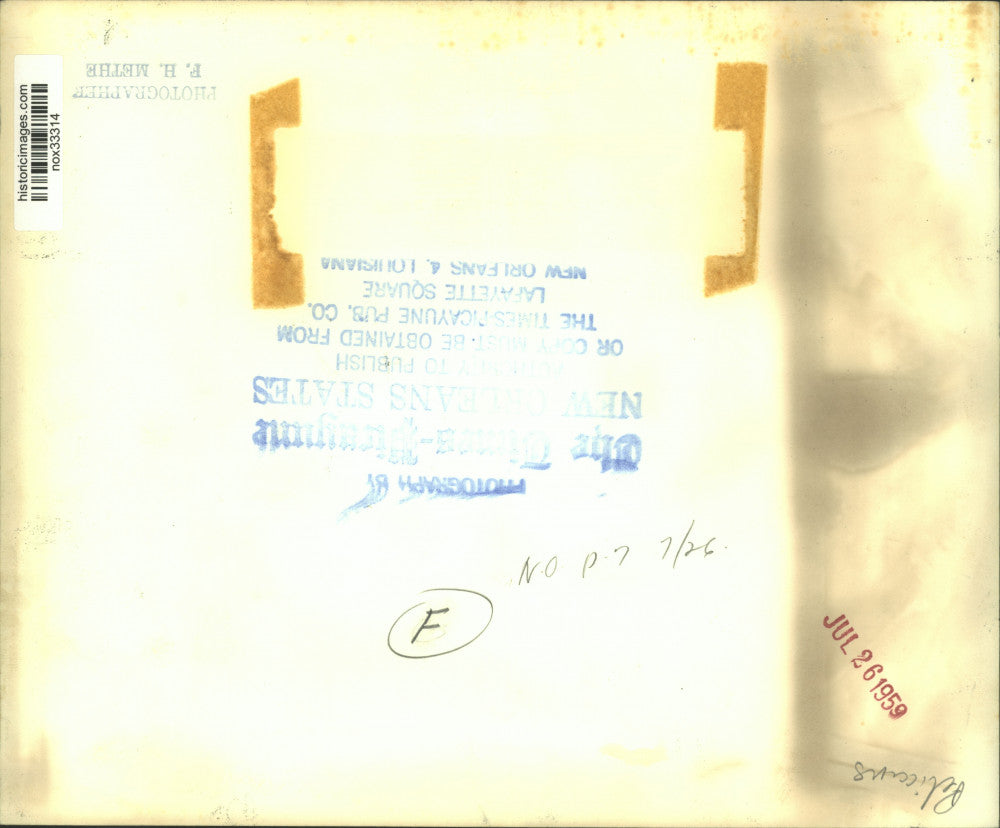 historicimages.com
nox33314
PHOTOGRAPHER
F. H. METHE
PHOTOGRAPH BY
The Times-Picayune
NEW ORLEANS STATES
AUTHORITY TO PUBLISH
OR COPY MUST BE OBTAINED FROM
THE TIMES-PICAYUNE PUB. CO.
LAFAYETTE SQUARE
NEW ORLEANS 4, LOUISIANA
N.O. P-7 7/26
F
JUL 26 1959
Pelicans